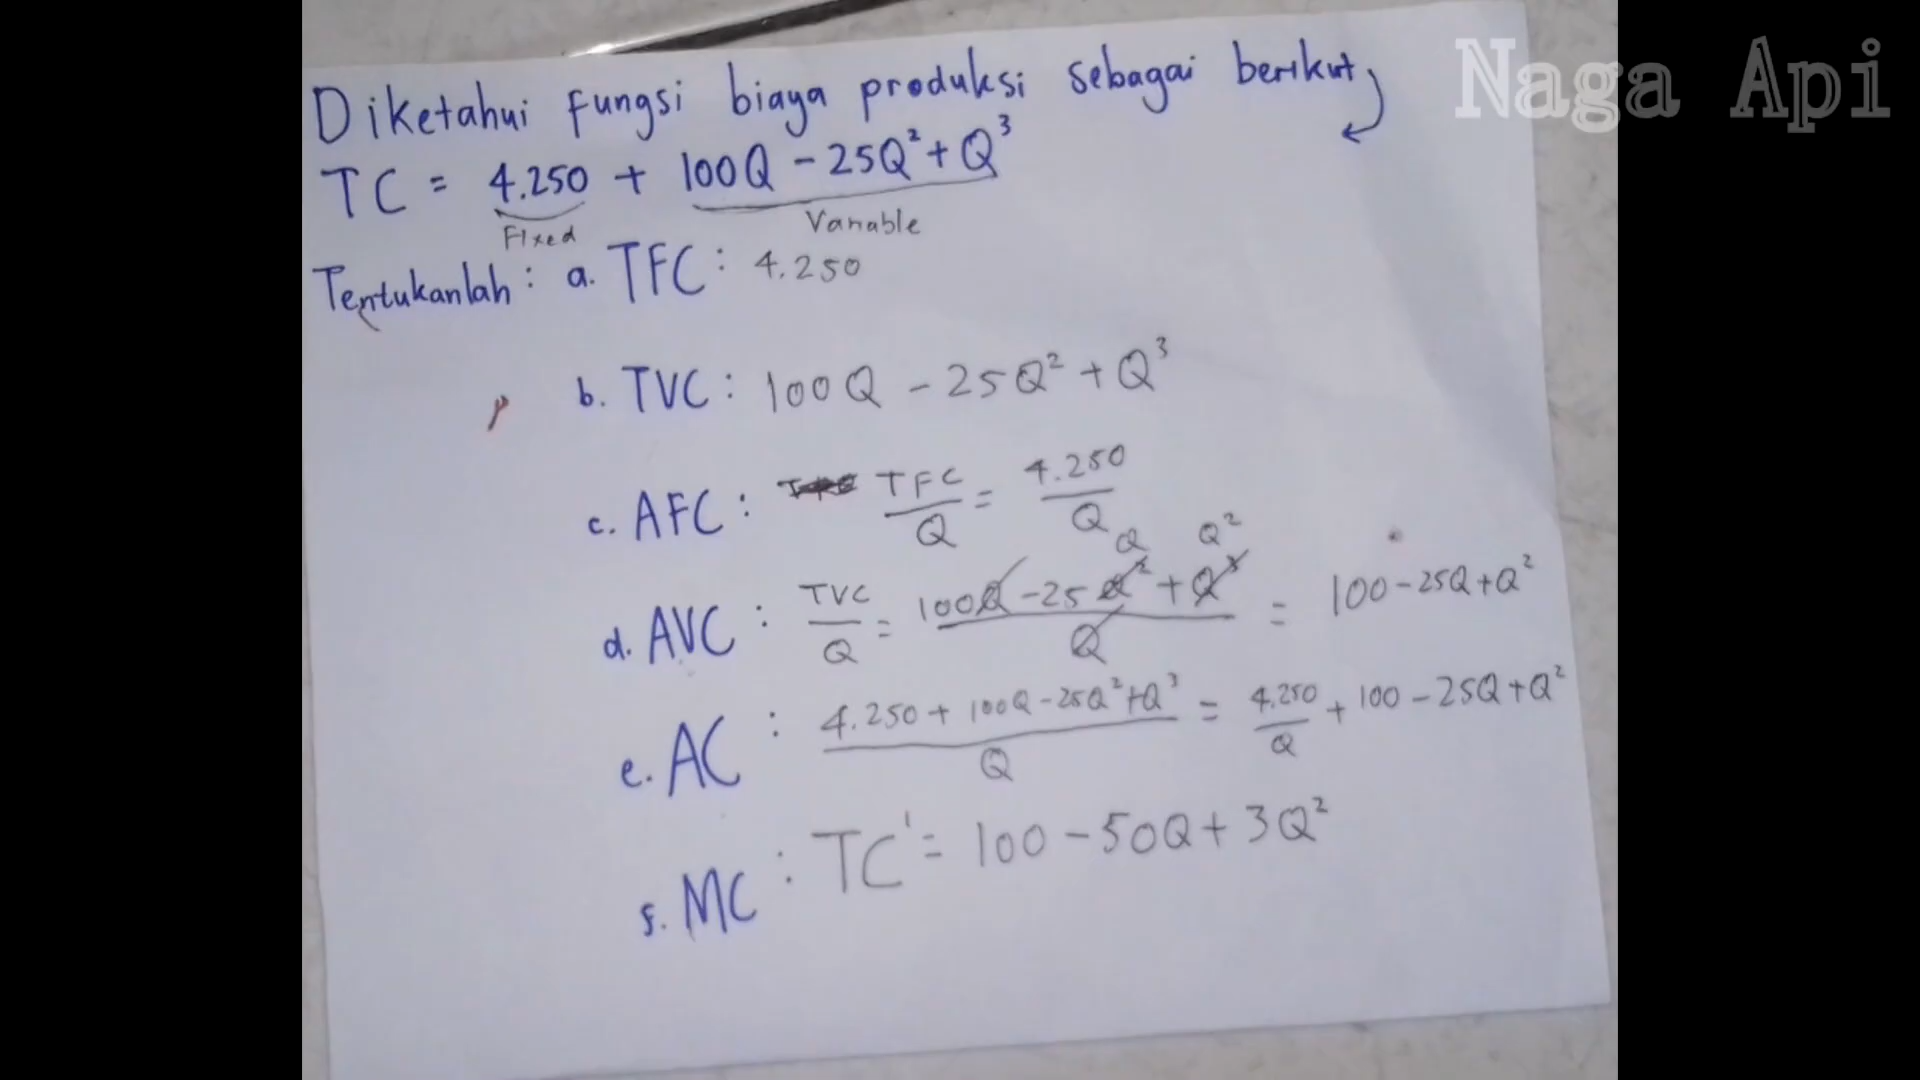 Naga Api
Diketahui fungsi biaya produksi sebagai berikut,
TC = 4.250 + 100Q - 25Q² + Q³
Fixed Variable
Tentukanlah : a. TFC : 4.250
b. TVC : 100Q - 25Q² + Q³
c. AFC : TFC/Q = 4.250/Q
Q Q²
d. AVC : TVC/Q = 100Q - 25Q² + Q³/Q = 100 - 25Q + Q²
e. AC : 4.250 + 100Q - 25Q² + Q³/Q = 4.250/Q + 100 - 25Q + Q²
f. MC : TC' = 100 - 50Q + 3Q²